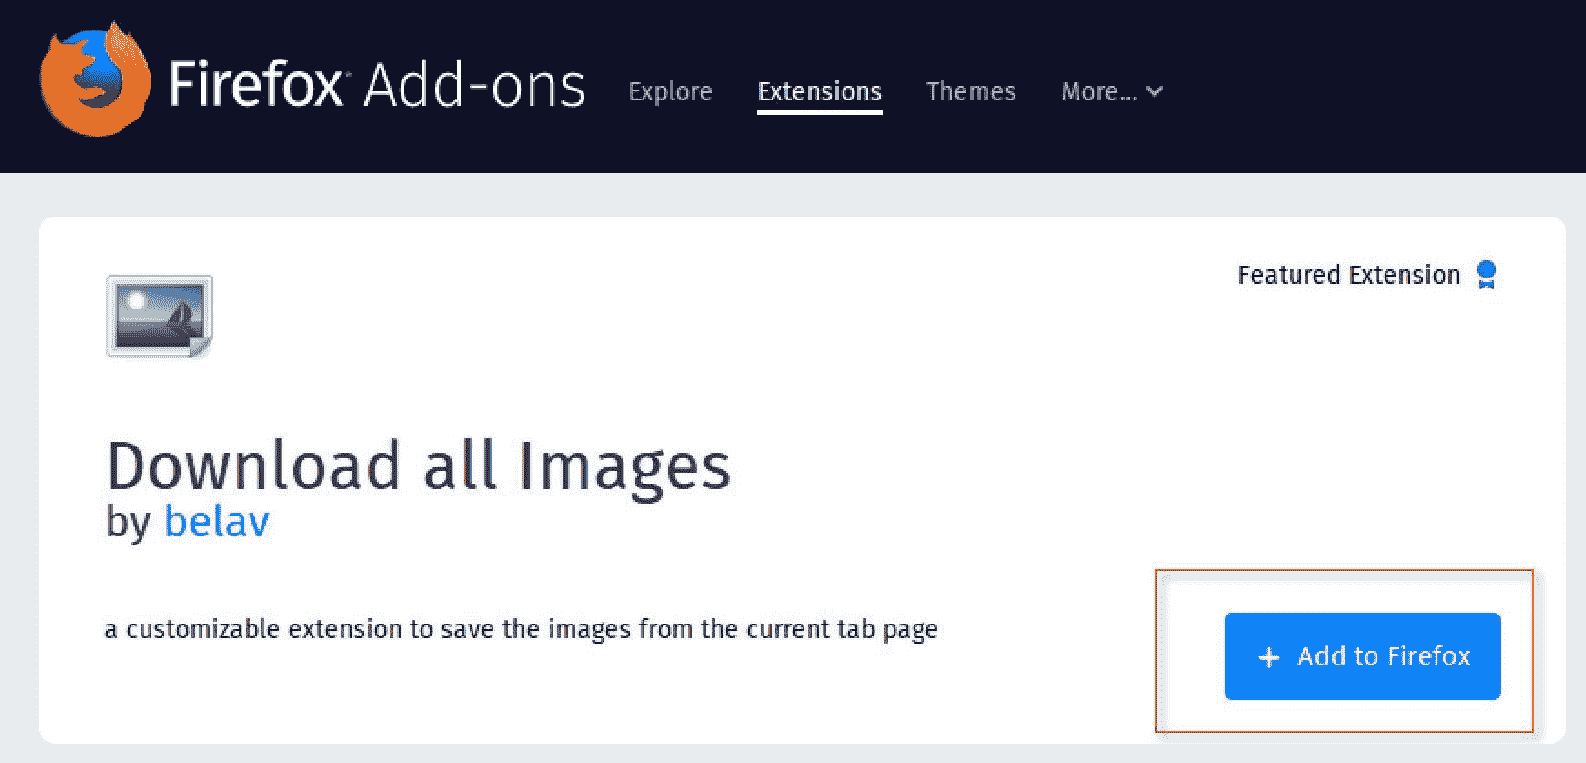 Firefox Add-ons Explore Extensions Themes More...
Featured Extension
Download all Images
by belav
a customizable extension to save the images from the current tab page
+ Add to Firefox